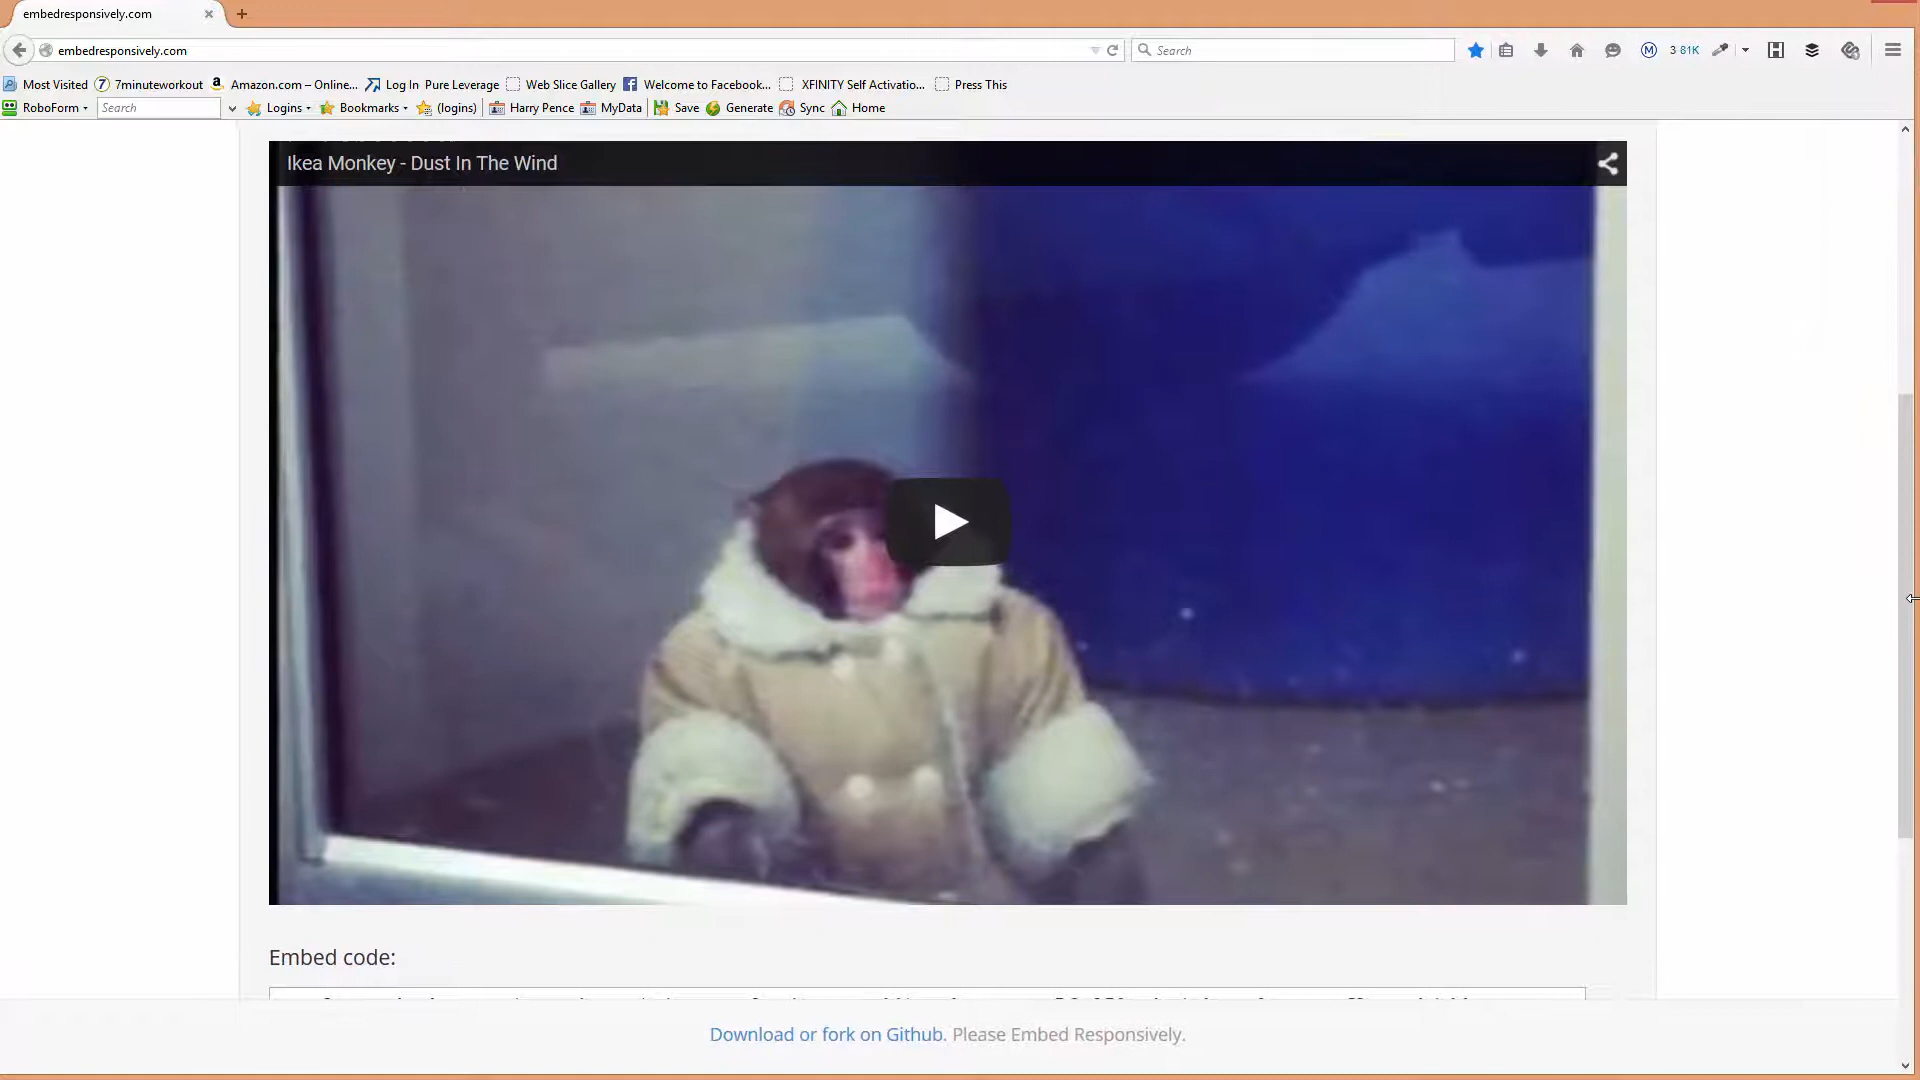 embedresponsively.com
embedresponsively.com
Search
3 81K
Most Visited 7minuteworkout Amazon.com – Online... Log In Pure Leverage Web Slice Gallery Welcome to Facebook... XFINITY Self Activatio... Press This
RoboForm Search Logins Bookmarks (logins) Harry Pence MyData Save Generate Sync Home
Ikea Monkey - Dust In The Wind
Embed code:
Download or fork on Github. Please Embed Responsively.